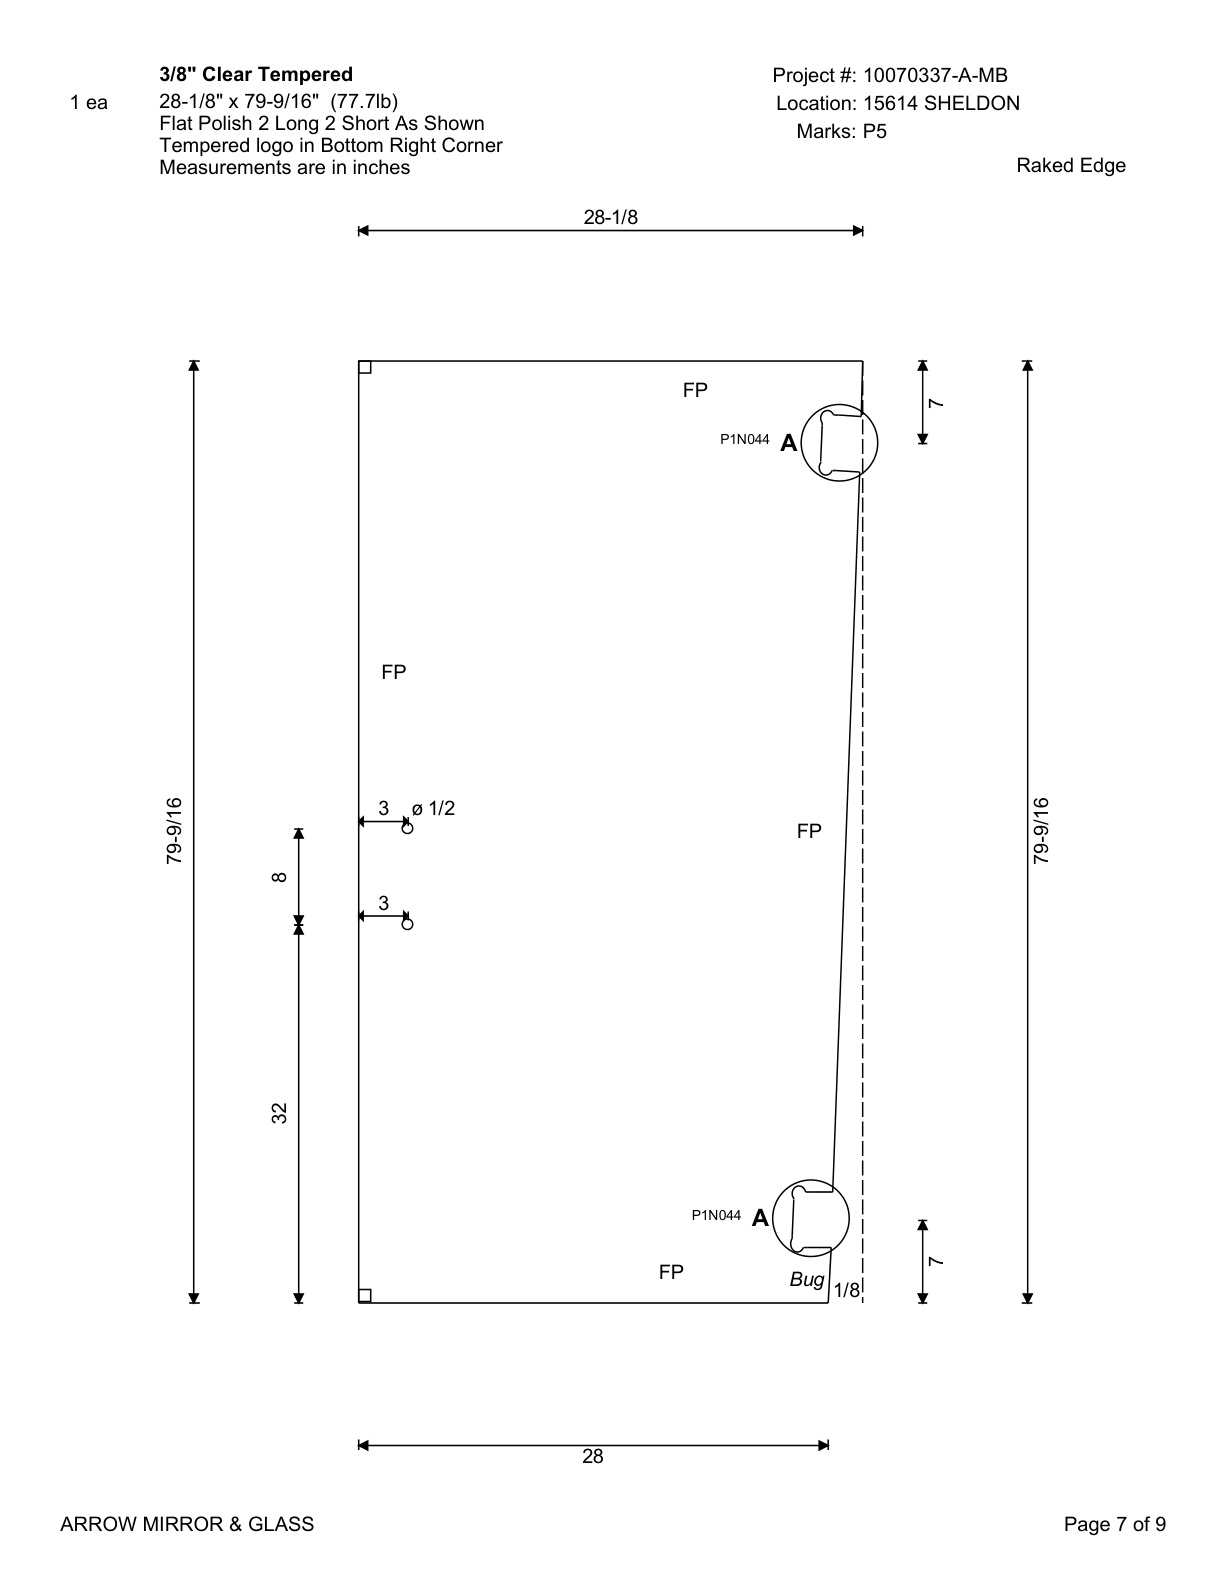 3/8" Clear Tempered
1 ea
28-1/8" x 79-9/16" (77.7lb)
Flat Polish 2 Long 2 Short As Shown
Tempered logo in Bottom Right Corner
Measurements are in inches
Project #: 10070337-A-MB
Location: 15614 SHELDON
Marks: P5
Raked Edge
28-1/8
FP
7
P1N044 A
FP
79-9/16
3
ø 1/2
FP
79-9/16
8
3
32
P1N044 A
7
FP
Bug
1/8
28
ARROW MIRROR & GLASS
Page 7 of 9